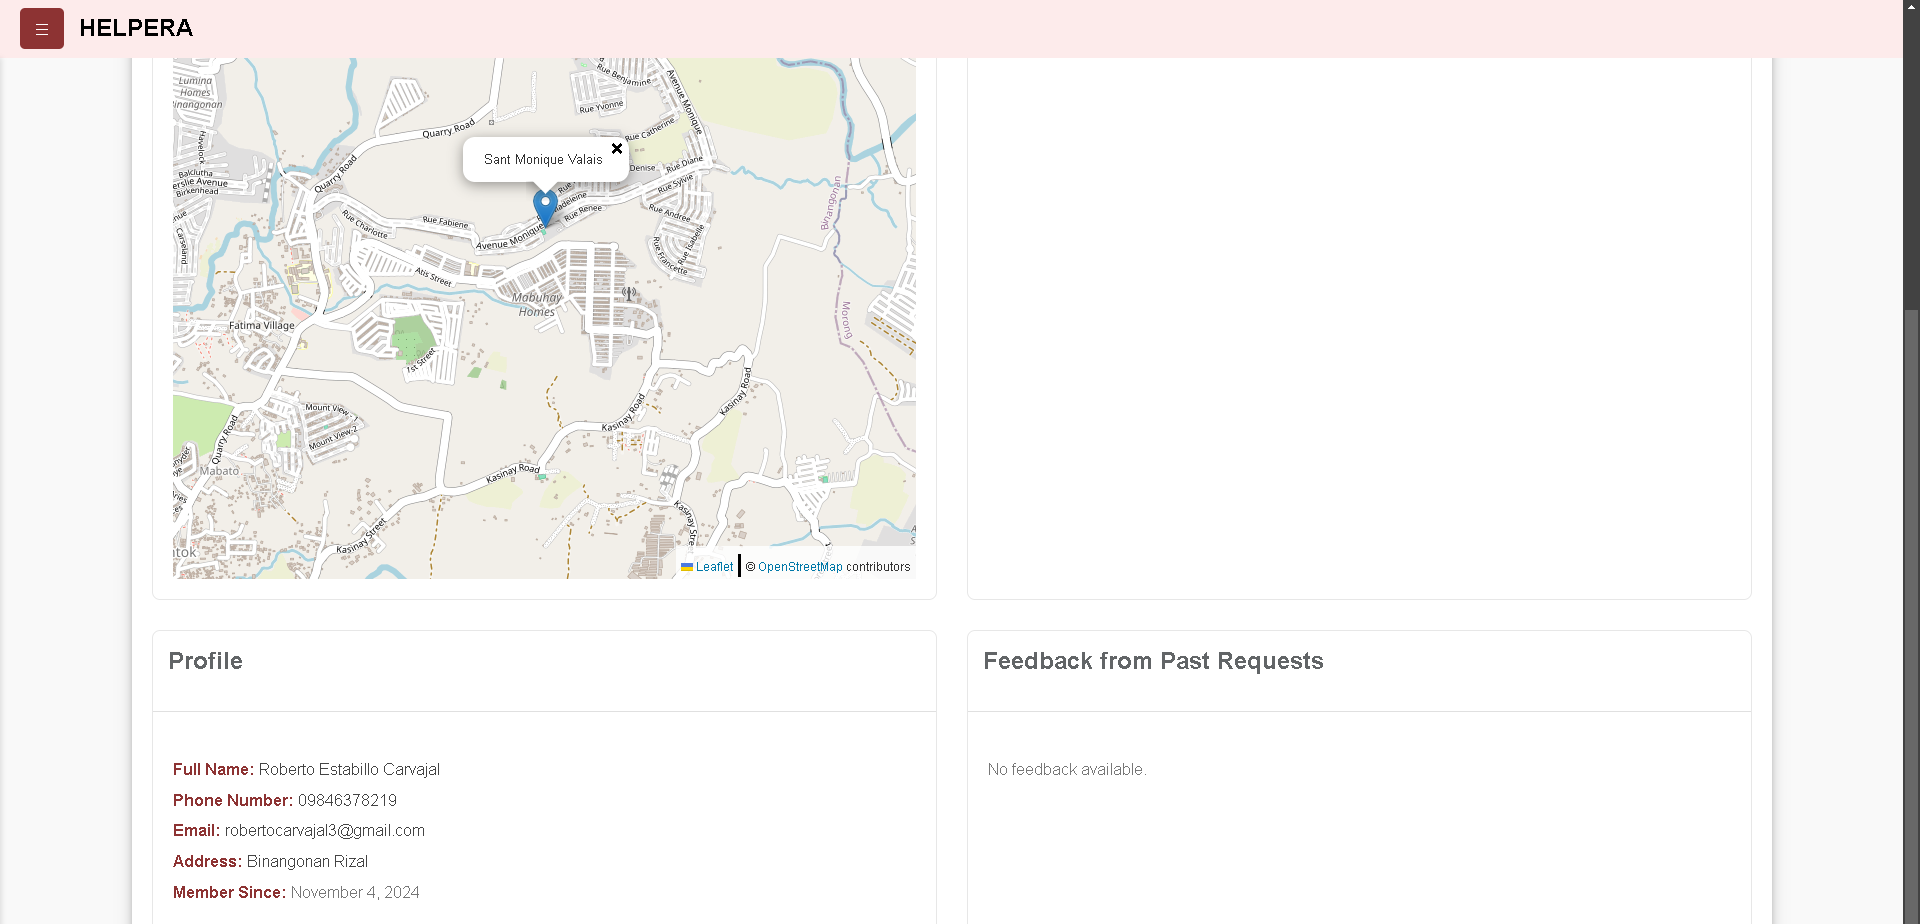 ☰ HELPERA
Lumina
Homes
Binangonan
Rue Benjamine
Avenue Monique
Rue Yvonne
Quarry Road
Rue Catherine
Havelock
Sant Monique Valais ×
Denise
Rue Diane
Quarry Road
Balclutha
Birkenhead
Rue Sylvie
Binangonan
Rue Renee
Rue Andree
Rue Charlotte
Rue Fabiene
Avenue Monique
Carseland
Rue Isabelle
Rue Francette
Atis Street
Mabuhay
Homes
Morong
Fatima Village
1st Street
Kasinay Road
Mount View 1
Kasinay Road
Mount View 2
Quarry Road
Mabato
Kasinay Road
Kasinay Street
Leaflet | © OpenStreetMap contributors
Profile
Full Name: Roberto Estabillo Carvajal
Phone Number: 09846378219
Email: robertocarvajal3@gmail.com
Address: Binangonan Rizal
Member Since: November 4, 2024
Feedback from Past Requests
No feedback available.